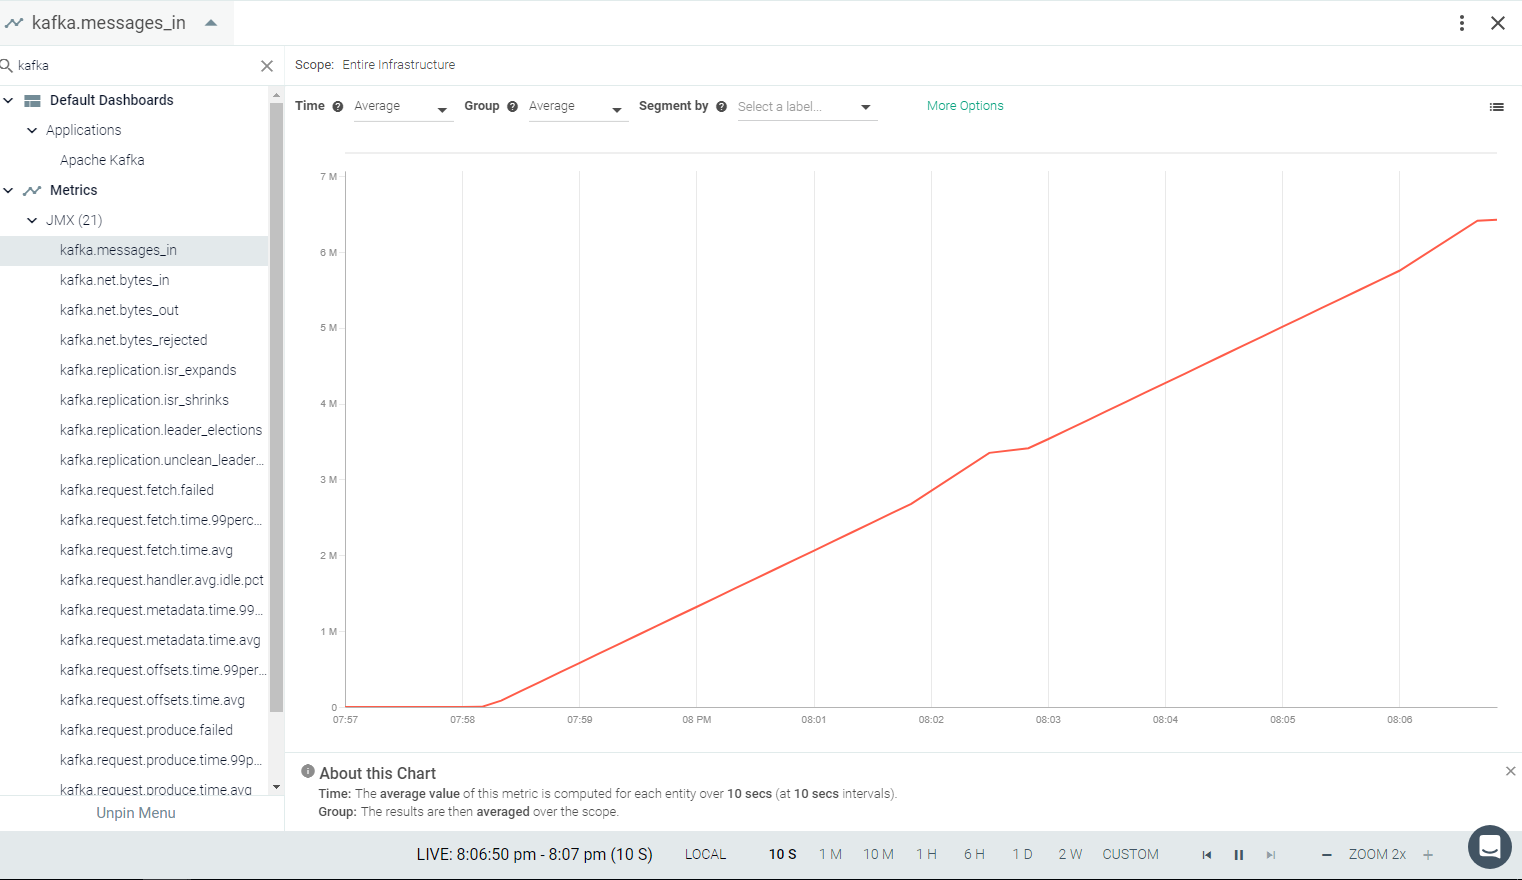 kafka.messages_in
kafka
Scope: Entire Infrastructure
Default Dashboards
Applications
Apache Kafka
Metrics
JMX (21)
kafka.messages_in
kafka.net.bytes_in
kafka.net.bytes_out
kafka.net.bytes_rejected
kafka.replication.isr_expands
kafka.replication.isr_shrinks
kafka.replication.leader_elections
kafka.replication.unclean_leader...
kafka.request.fetch.failed
kafka.request.fetch.time.99perc...
kafka.request.fetch.time.avg
kafka.request.handler.avg.idle.pct
kafka.request.metadata.time.99...
kafka.request.metadata.time.avg
kafka.request.offsets.time.99per...
kafka.request.offsets.time.avg
kafka.request.produce.failed
kafka.request.produce.time.99p...
kafka.request.produce.time.avg
Unpin Menu
Time ? Average Group ? Average Segment by ? Select a label... More Options
7 M
6 M
5 M
4 M
3 M
2 M
1 M
0
07:57 07:58 07:59 08 PM 08:01 08:02 08:03 08:04 08:05 08:06
About this Chart
Time: The average value of this metric is computed for each entity over 10 secs (at 10 secs intervals).
Group: The results are then averaged over the scope.
LIVE: 8:06:50 pm - 8:07 pm (10 S) LOCAL 10 S 1 M 10 M 1 H 6 H 1 D 2 W CUSTOM ZOOM 2x